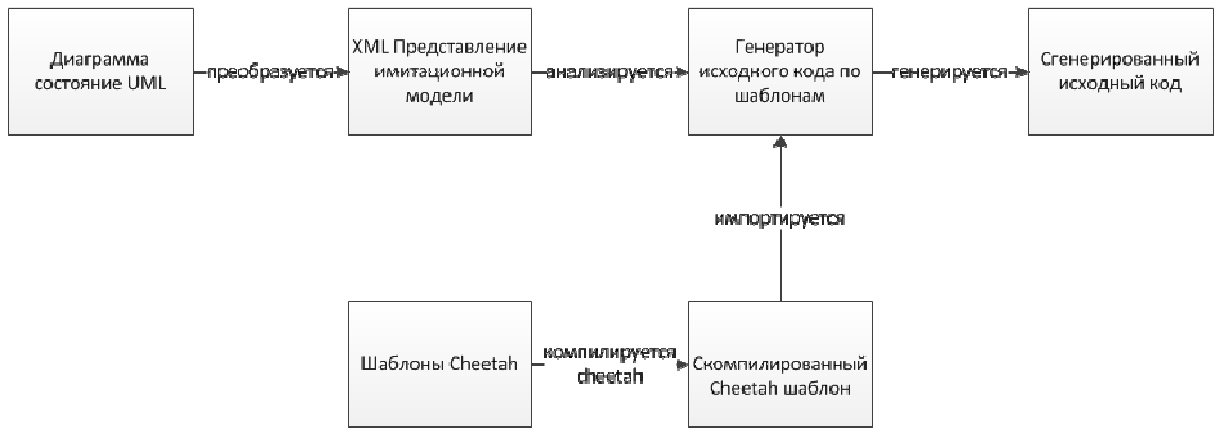 Диаграмма
состояние UML
преобразуется
XML Представление
имитационной
модели
анализируется
Генератор
исходного кода по
шаблонам
генерируется
Сгенерированный
исходный код
импортируется
Шаблоны Cheetah
компилируется
cheetah
Скомпилированный
Cheetah шаблон